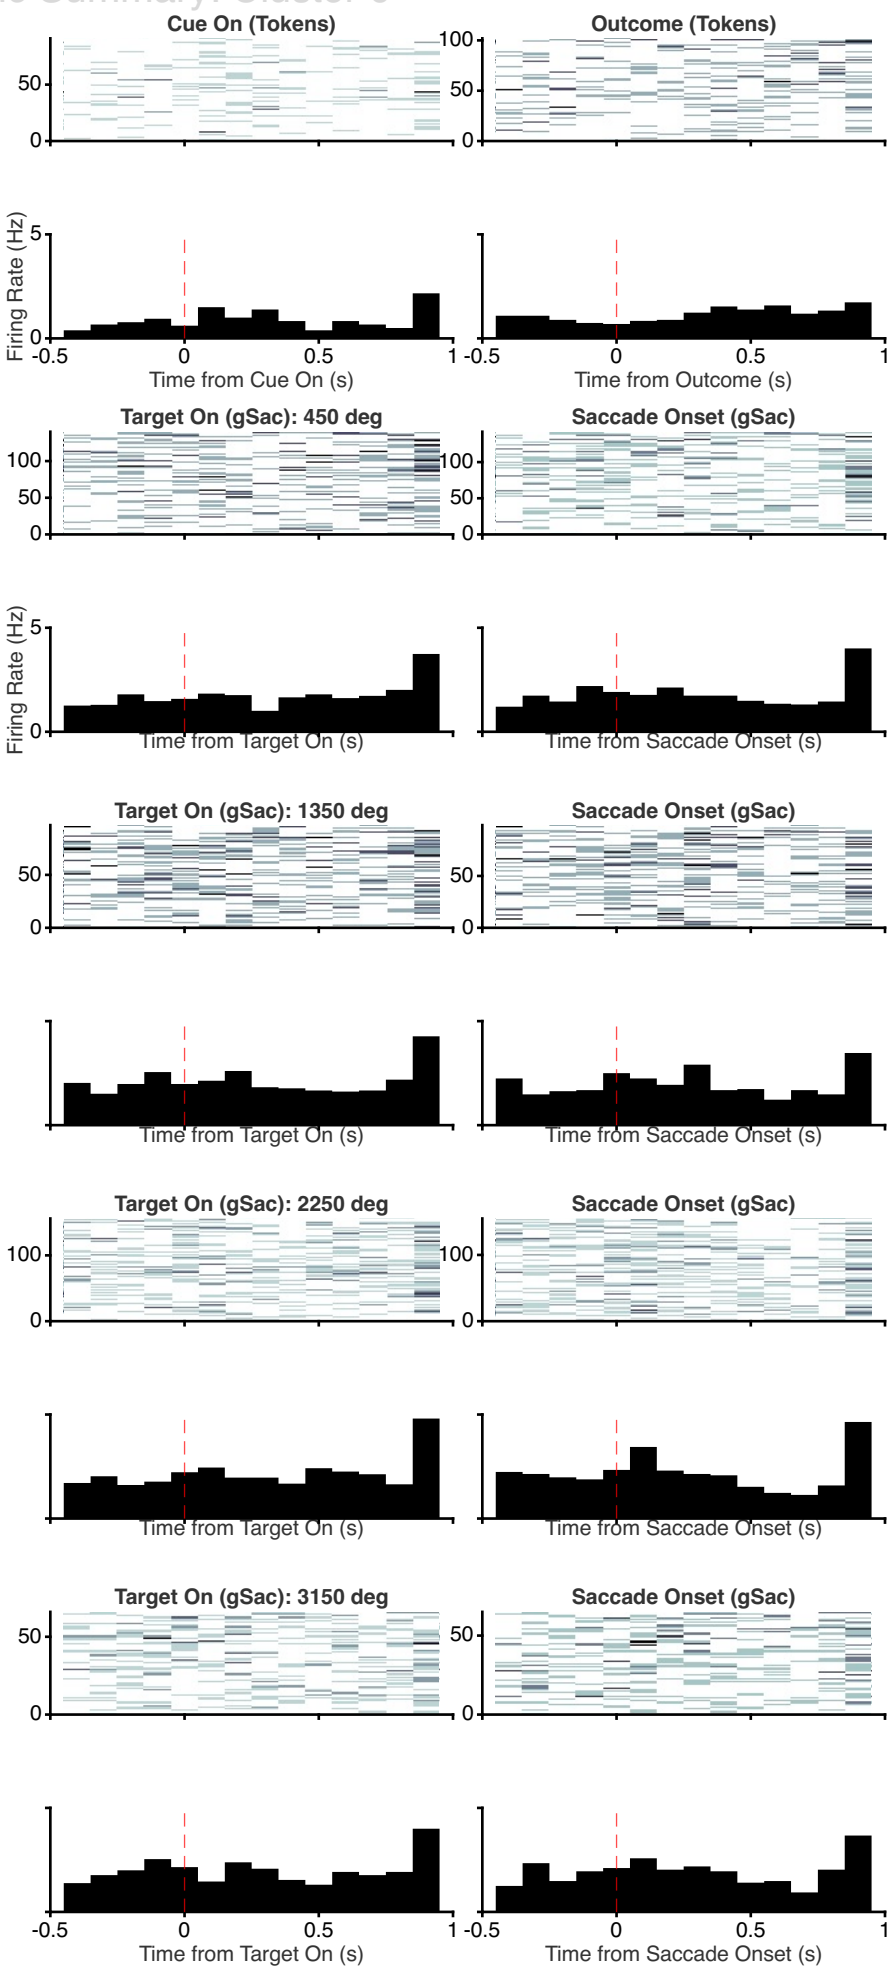 Summary: Cluster
Cue On (Tokens) Outcome (Tokens)
100
50 50
0 0
Firing Rate (Hz)
5
0
-0.5 0 0.5 1 -0.5 0 0.5 1
Time from Cue On (s) Time from Outcome (s)
Target On (gSac): 450 deg Saccade Onset (gSac)
100 100
50 50
0 0
Firing Rate (Hz)
5
0
Time from Target On (s) Time from Saccade Onset (s)
Target On (gSac): 1350 deg Saccade Onset (gSac)
50 50
0 0
Time from Target On (s) Time from Saccade Onset (s)
Target On (gSac): 2250 deg Saccade Onset (gSac)
100 100
0 0
Time from Target On (s) Time from Saccade Onset (s)
Target On (gSac): 3150 deg Saccade Onset (gSac)
50 50
0 0
-0.5 0 0.5 1 -0.5 0 0.5 1
Time from Target On (s) Time from Saccade Onset (s)